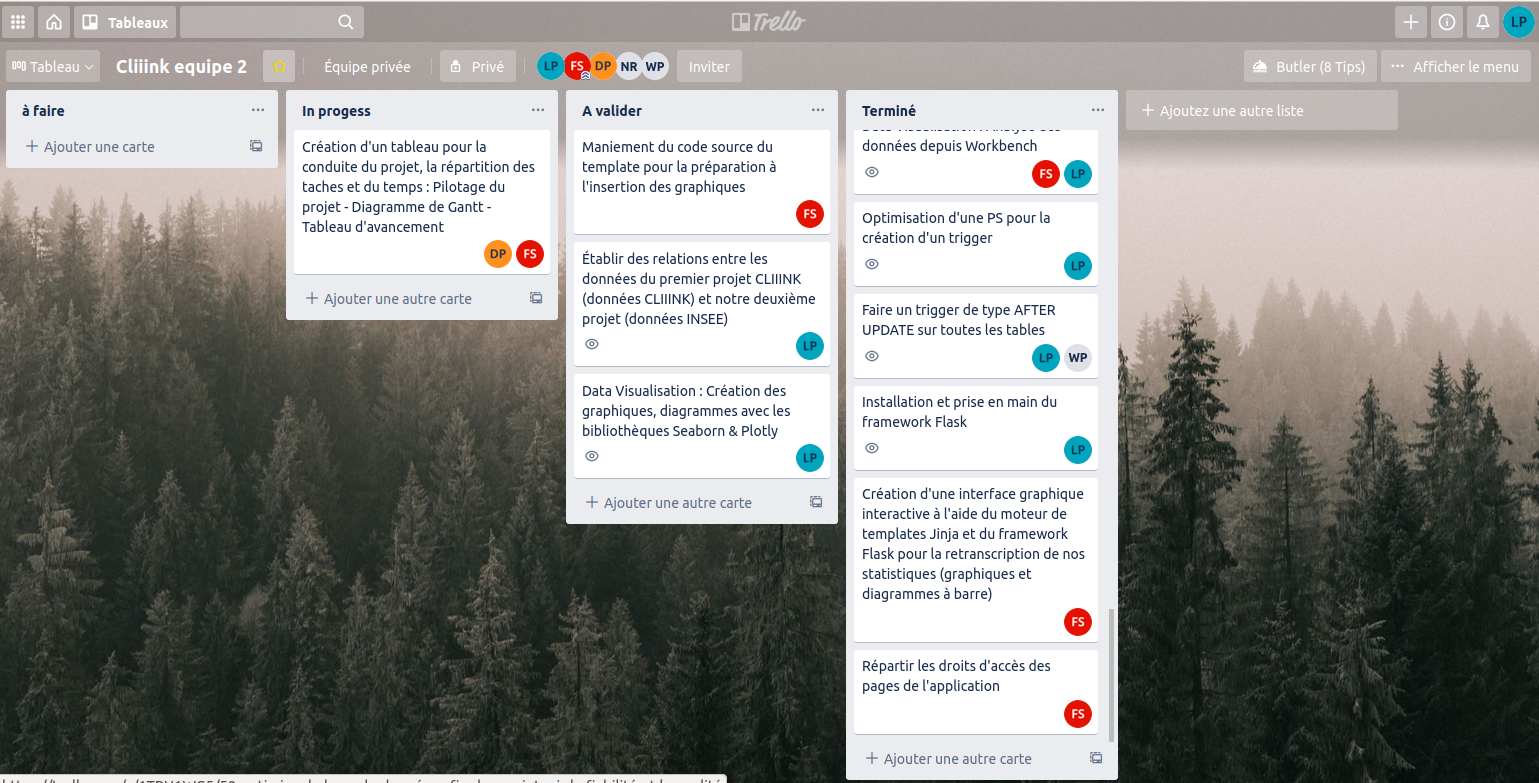 Tableaux
Trello
LP
Tableau
Cliiink equipe 2
Équipe privée
Privé
LP FS DP NR WP
Inviter
Butler (8 Tips)
Afficher le menu
à faire
Ajouter une carte
In progess
Création d'un tableau pour la
conduite du projet, la répartition des
taches et du temps : Pilotage du
projet - Diagramme de Gantt -
Tableau d'avancement
DP FS
Ajouter une autre carte
A valider
Maniement du code source du
template pour la préparation à
l'insertion des graphiques
FS
Établir des relations entre les
données du premier projet CLIIINK
(données CLIIINK) et notre deuxième
projet (données INSEE)
LP
Data Visualisation : Création des
graphiques, diagrammes avec les
bibliothèques Seaborn & Plotly
LP
Ajouter une autre carte
Terminé
données depuis Workbench
FS LP
Optimisation d'une PS pour la
création d'un trigger
LP
Faire un trigger de type AFTER
UPDATE sur toutes les tables
LP WP
Installation et prise en main du
framework Flask
LP
Création d'une interface graphique
interactive à l'aide du moteur de
templates Jinja et du framework
Flask pour la retranscription de nos
statistiques (graphiques et
diagrammes à barre)
FS
Répartir les droits d'accès des
pages de l'application
FS
Ajouter une autre carte
Ajoutez une autre liste